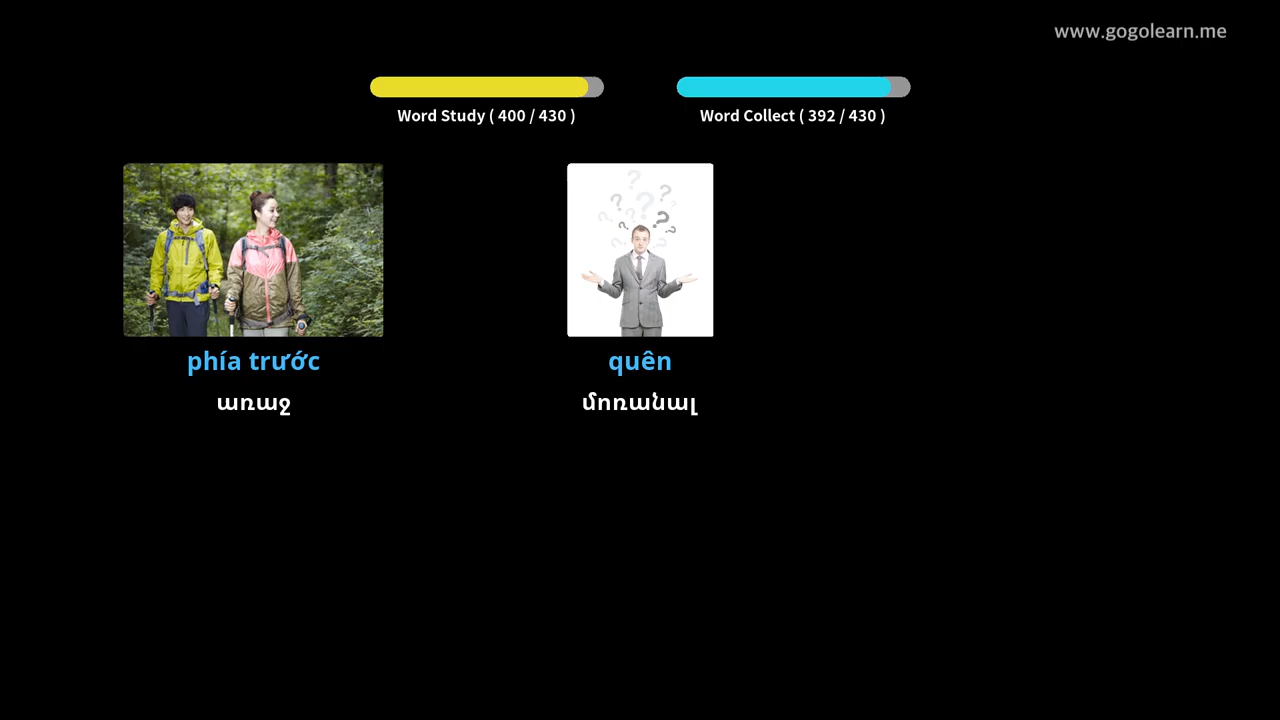 www.gogolearn.me
Word Study ( 400 / 430 )
Word Collect ( 392 / 430 )
phía trước
առաջ
quên
մոռանալ